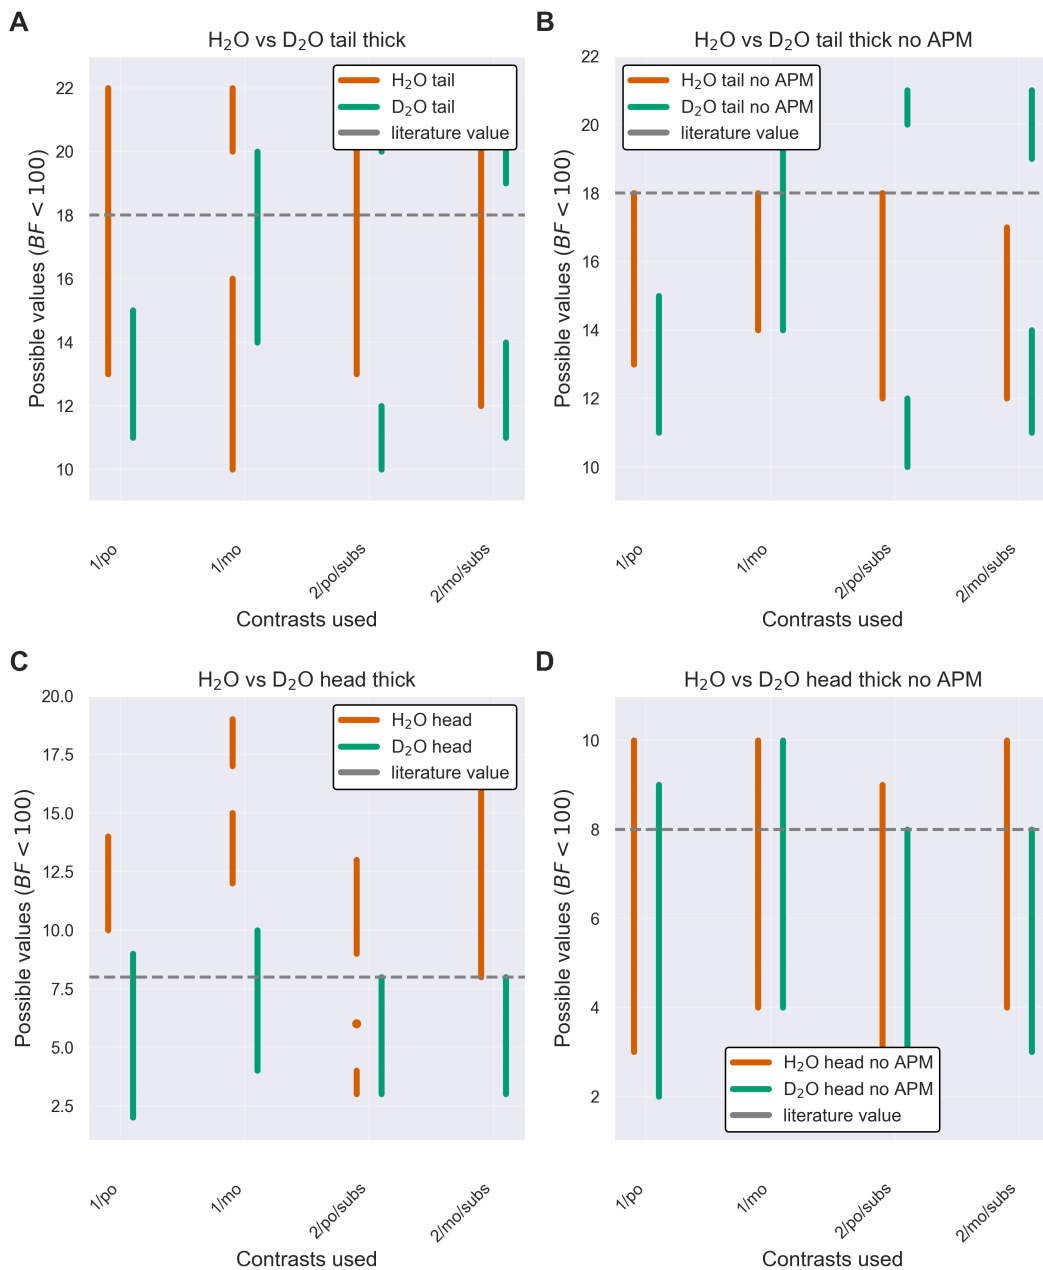 A
H₂O vs D₂O tail thick
Possible values (BF < 100)
22
20
18
16
14
12
10
H₂O tail
D₂O tail
literature value
1/po
1/mo
2/po/subs
2/mo/subs
Contrasts used
B
H₂O vs D₂O tail thick no APM
Possible values (BF < 100)
22
20
18
16
14
12
10
H₂O tail no APM
D₂O tail no APM
literature value
1/po
1/mo
2/po/subs
2/mo/subs
Contrasts used
C
H₂O vs D₂O head thick
Possible values (BF < 100)
20.0
17.5
15.0
12.5
10.0
7.5
5.0
2.5
H₂O head
D₂O head
literature value
1/po
1/mo
2/po/subs
2/mo/subs
Contrasts used
D
H₂O vs D₂O head thick no APM
Possible values (BF < 100)
10
8
6
4
2
H₂O head no APM
D₂O head no APM
literature value
1/po
1/mo
2/po/subs
2/mo/subs
Contrasts used